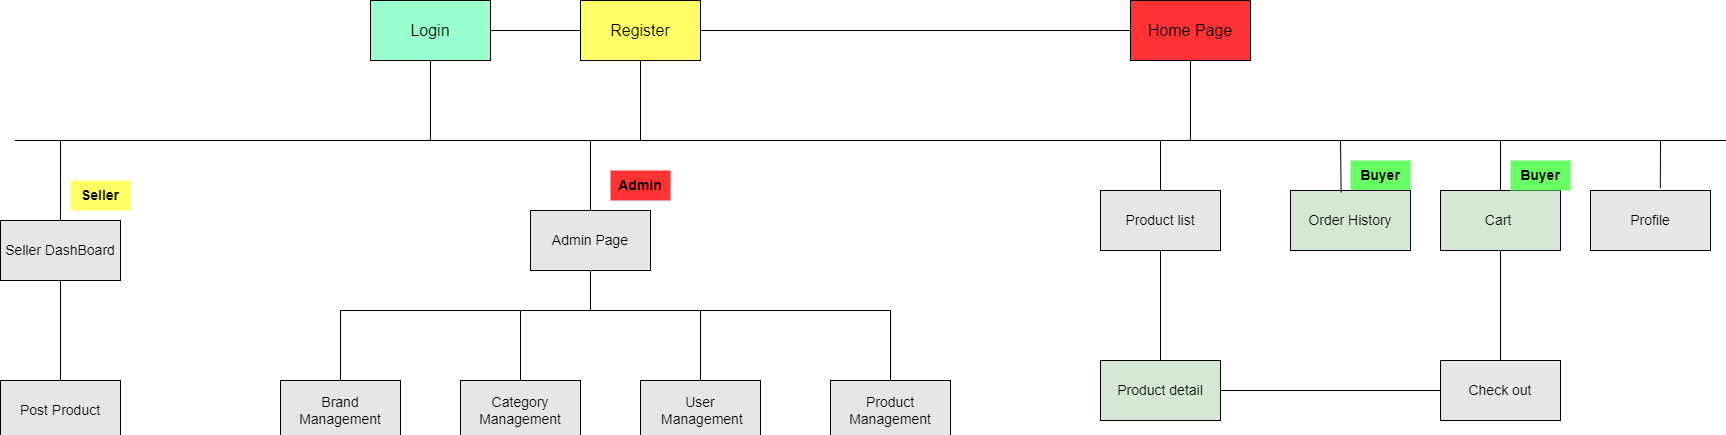 Login
Register
Home Page
Seller
Admin
Buyer
Buyer
Seller DashBoard
Admin Page
Product list
Order History
Cart
Profile
Post Product
Brand
Management
Category
Management
User
Management
Product
Management
Product detail
Check out